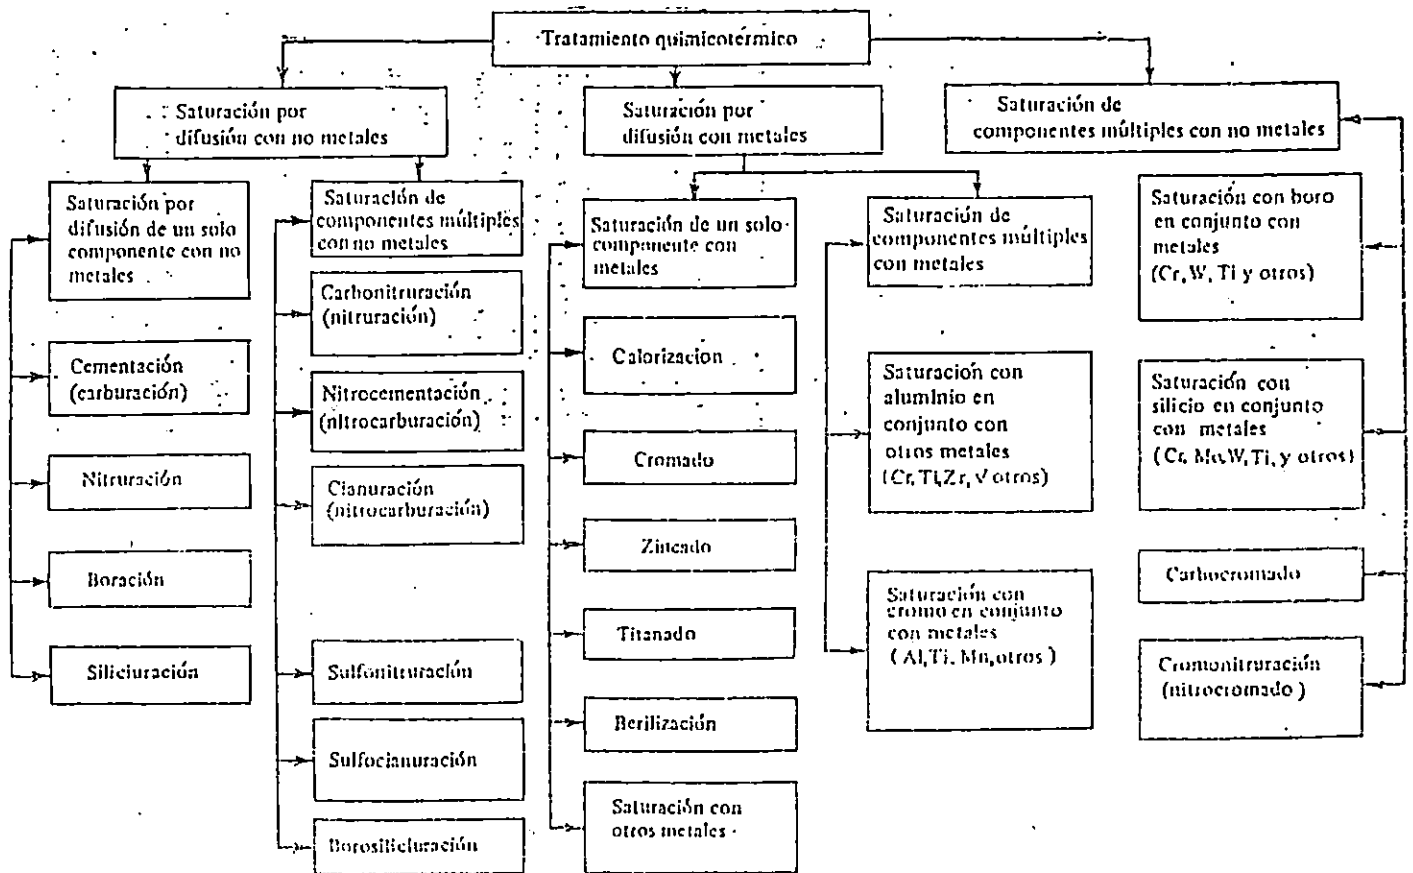 Tratamiento quimicotérmico
Saturación por
difusión con no metales
Saturación por
difusión con metales
Saturación de
componentes múltiples con no metales
Saturación por
difusión de un solo
componente con no
metales
Cementación
(carburación)
Nitruración
Boración
Siliciuración
Saturación de
componentes múltiples
con no metales
Carbonitruración
(nitruración)
Nitrocementación
(nitrocarburación)
Cianuración
(nitrocarburación)
Sulfonitruración
Sulfocianuración
Borosiliciuración
Saturación de un solo
componente con
metales
Calorizacion
Cromado
Zincado
Titanado
Berilización
Saturación con
otros metales
Saturación de
componentes múltiples
con metales
Saturación con
aluminio en
conjunto con
otros metales
(Cr, Ti, Zr, y otros)
Saturación con
cromo en conjunto
con metales
(Al, Ti, Mn, otros)
Saturación con boro
en conjunto con
metales
(Cr, W, Ti y otros)
Saturación con
silicio en conjunto
con metales
(Cr, Mo, W, Ti, y otros)
Carbocromado
Cromonitruración
(nitrocromado)